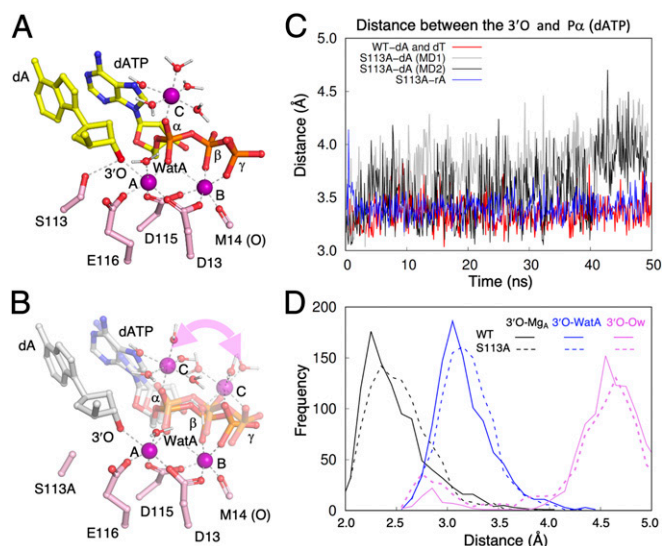 A
dATP
dA
C
α
β
γ
3′O
WatA
A
B
S113
E116
D115
D13
M14 (O)
B
dATP
dA
C
C
α
β
γ
3′O
WatA
A
B
S113A
E116
D115
D13
M14 (O)
C
Distance between the 3′O and Pα (dATP)
WT-dA and dT
S113A-dA (MD1)
S113A-dA (MD2)
S113A-rA
Distance (Å)
5.0
4.5
4.0
3.5
3.0
0 10 20 30 40 50
Time (ns)
D
3′O-MgA 3′O-WatA 3′O-Ow
WT
S113A
Frequency
200
150
100
50
0
2.0 2.5 3.0 3.5 4.0 4.5 5.0
Distance (Å)